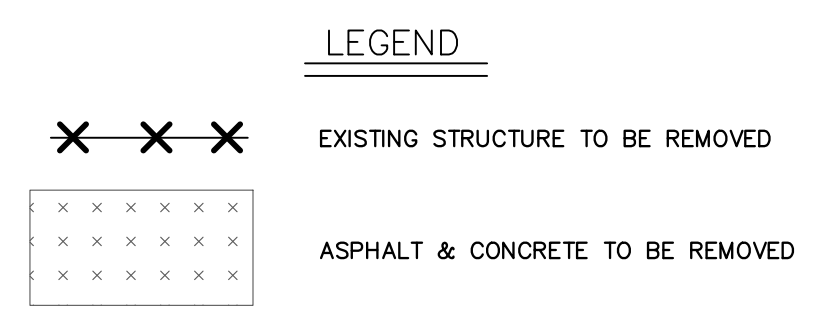 LEGEND
EXISTING STRUCTURE TO BE REMOVED
ASPHALT & CONCRETE TO BE REMOVED